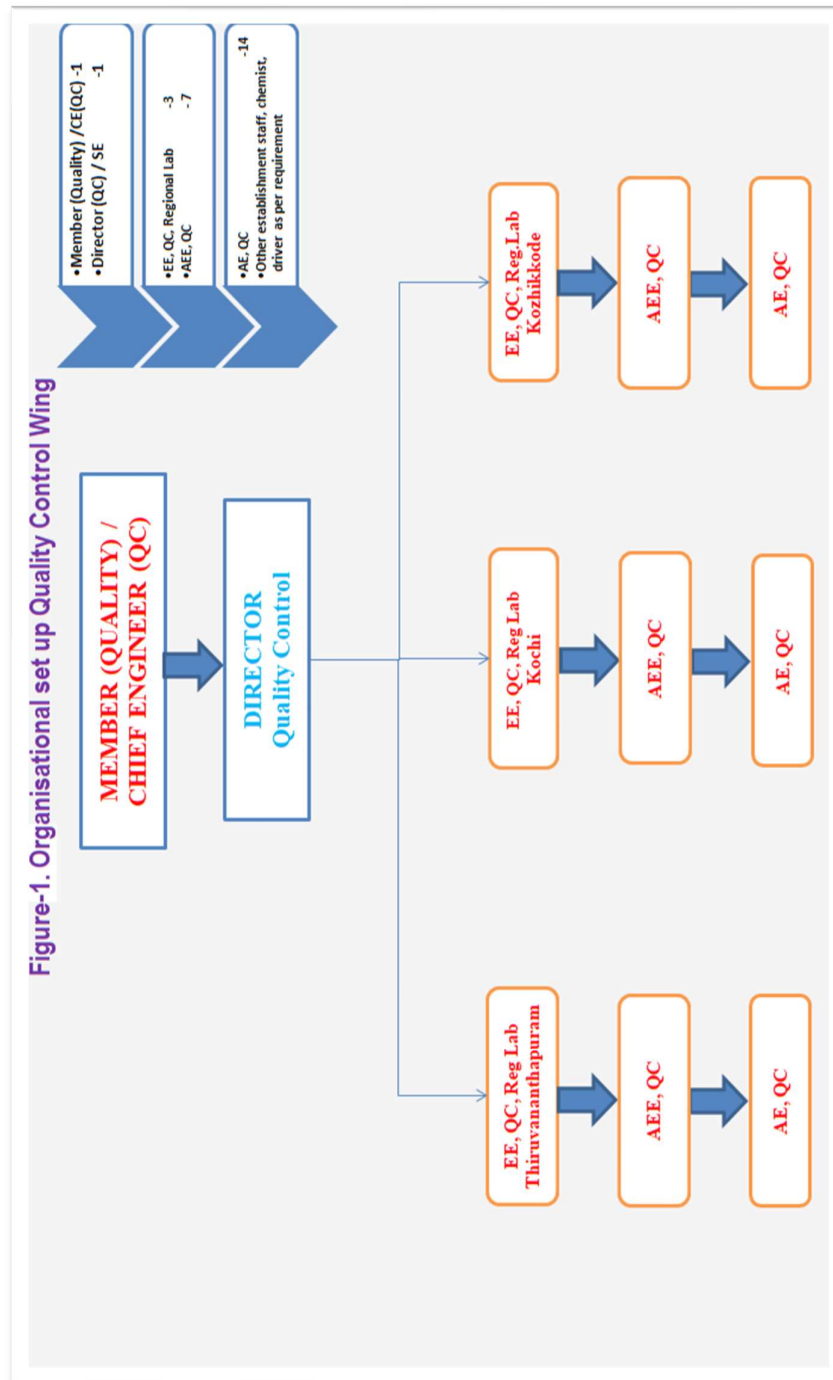 Figure-1. Organisational set up Quality Control Wing
•Member (Quality) /CE(QC) -1
•Director (QC) / SE -1
•EE, QC, Regional Lab -3
•AEE, QC - 7
•AE, QC -14
•Other establishment staff, chemist,
driver as per requirement
MEMBER (QUALITY) /
CHIEF ENGINEER (QC)
DIRECTOR
Quality Control
EE, QC, Reg Lab
Thiruvananthapuram
AEE, QC
AE, QC
EE, QC, Reg Lab
Kochi
AEE, QC
AE, QC
EE, QC, Reg.Lab
Kozhikkode
AEE, QC
AE, QC